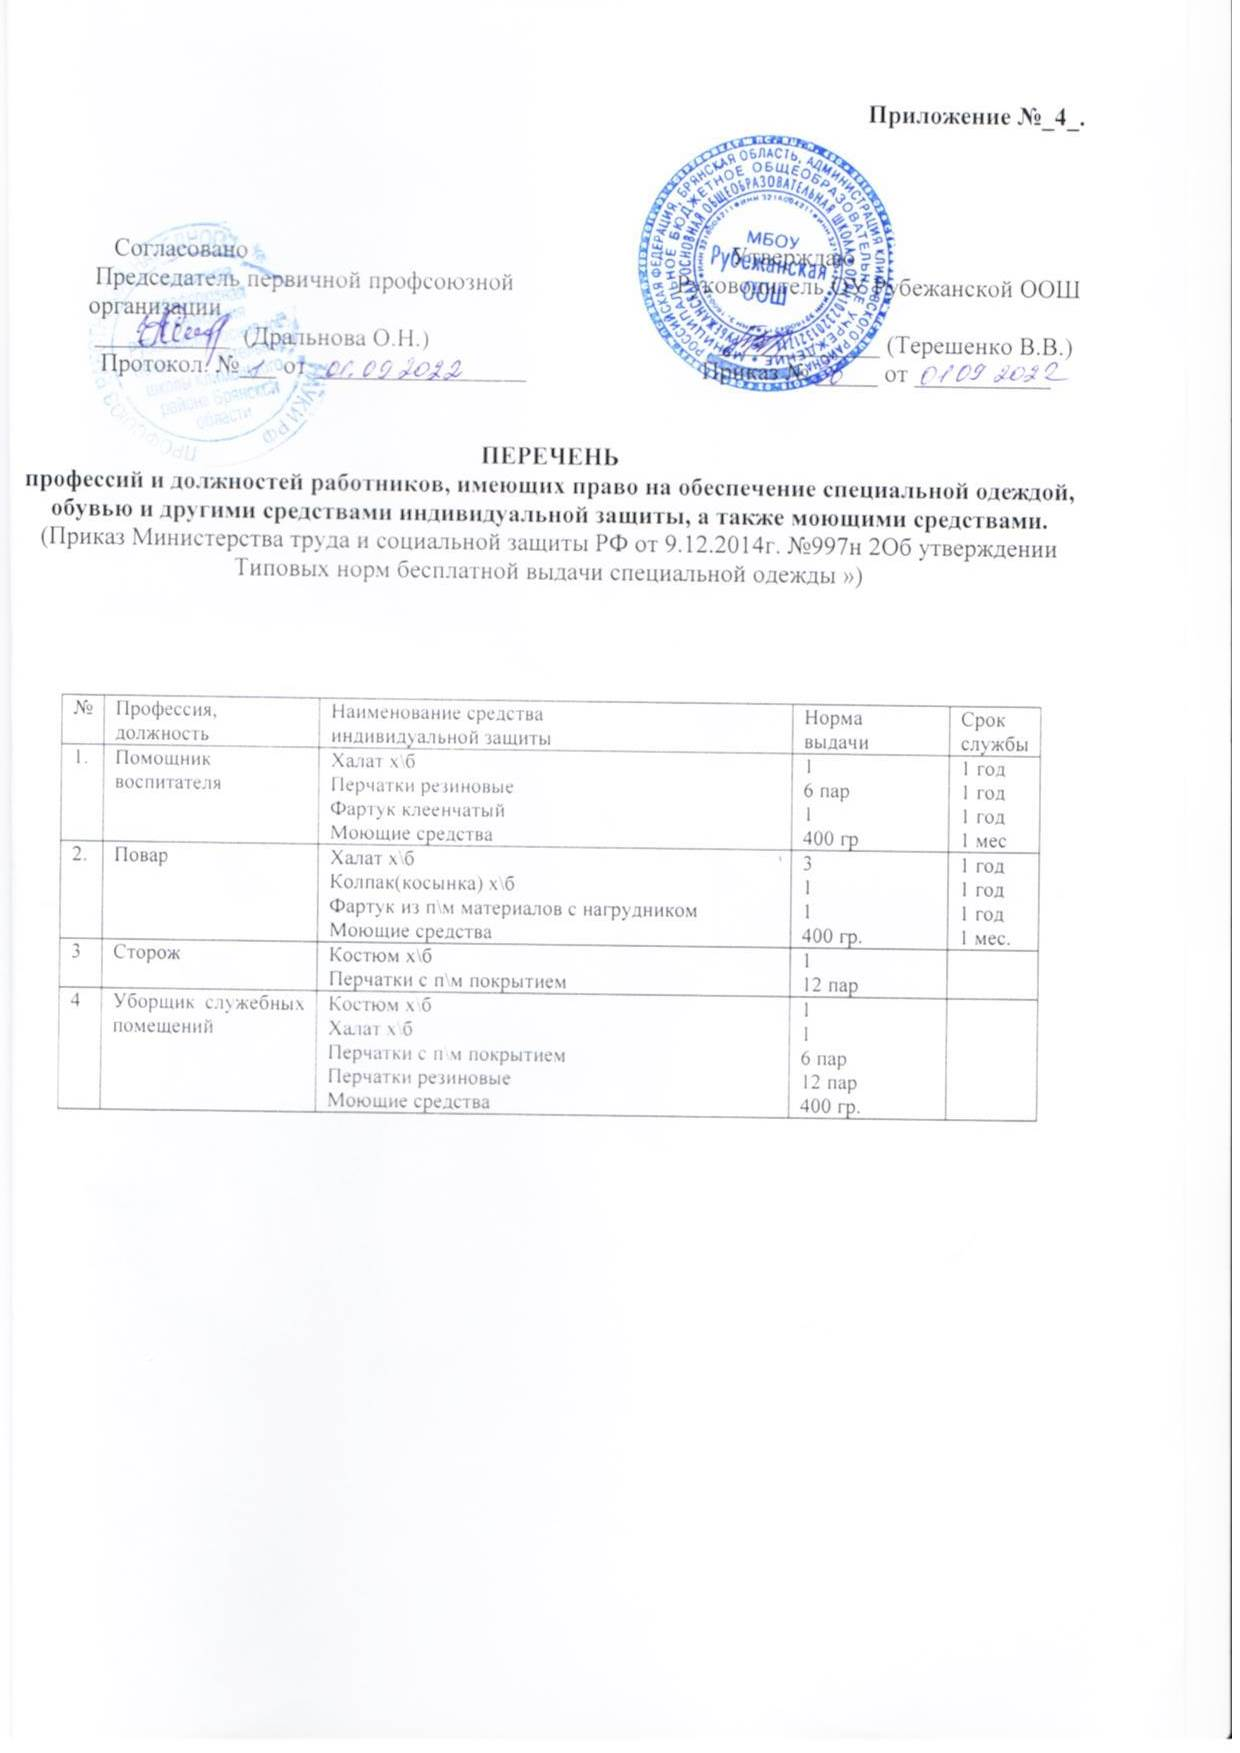 Приложение №_4_.
Согласовано
Председатель первичной профсоюзной
организации
(Дральнова О.Н.)
Протокол: № 1 от 01.09.2022
Утверждаю
Руководитель ОУ Рубежанской ООШ
(Терешенко В.В.)
Приказ № от 01 09 2022
МБОУ
Рубежанская
ООШ
ПЕРЕЧЕНЬ
профессий и должностей работников, имеющих право на обеспечение специальной одеждой,
обувью и другими средствами индивидуальной защиты, а также моющими средствами.
(Приказ Министерства труда и социальной защиты РФ от 9.12.2014г. №997н 2Об утверждении
Типовых норм бесплатной выдачи специальной одежды »)
№ Профессия, должность Наименование средства индивидуальной защиты Норма выдачи Срок службы
1. Помощник воспитателя Халат х\б 1 1 год
Перчатки резиновые 6 пар 1 год
Фартук клеенчатый 1 1 год
Моющие средства 400 гр 1 мес
2. Повар Халат х\б 3 1 год
Колпак(косынка) х\б 1 1 год
Фартук из п\м материалов с нагрудником 1 1 год
Моющие средства 400 гр. 1 мес.
3 Сторож Костюм х\б 1
Перчатки с п\м покрытием 12 пар
4 Уборщик служебных помещений Костюм х\б 1
Халат х\б 1
Перчатки с п\м покрытием 6 пар
Перчатки резиновые 12 пар
Моющие средства 400 гр.